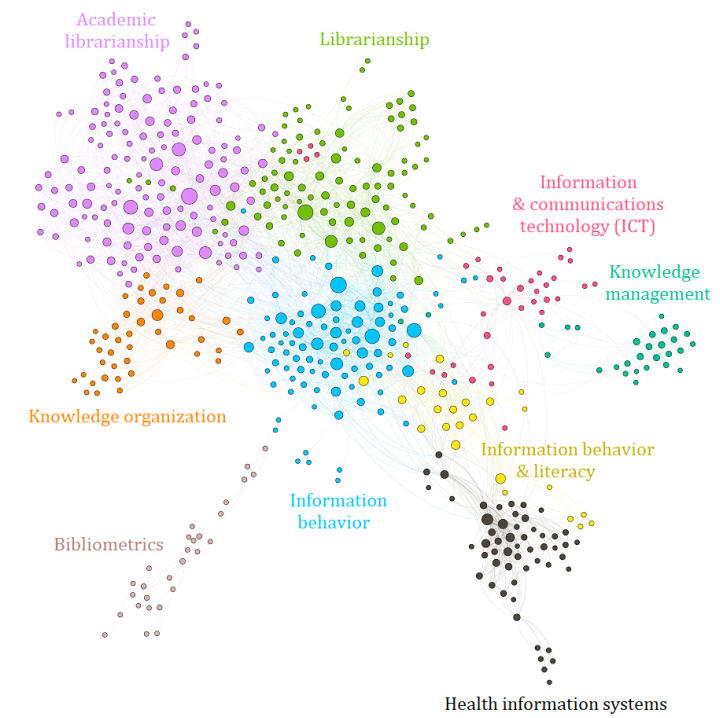 Academic
librarianship
Librarianship
Information
& communications
technology (ICT)
Knowledge
management
Knowledge organization
Information behavior
& literacy
Information
behavior
Bibliometrics
Health information systems